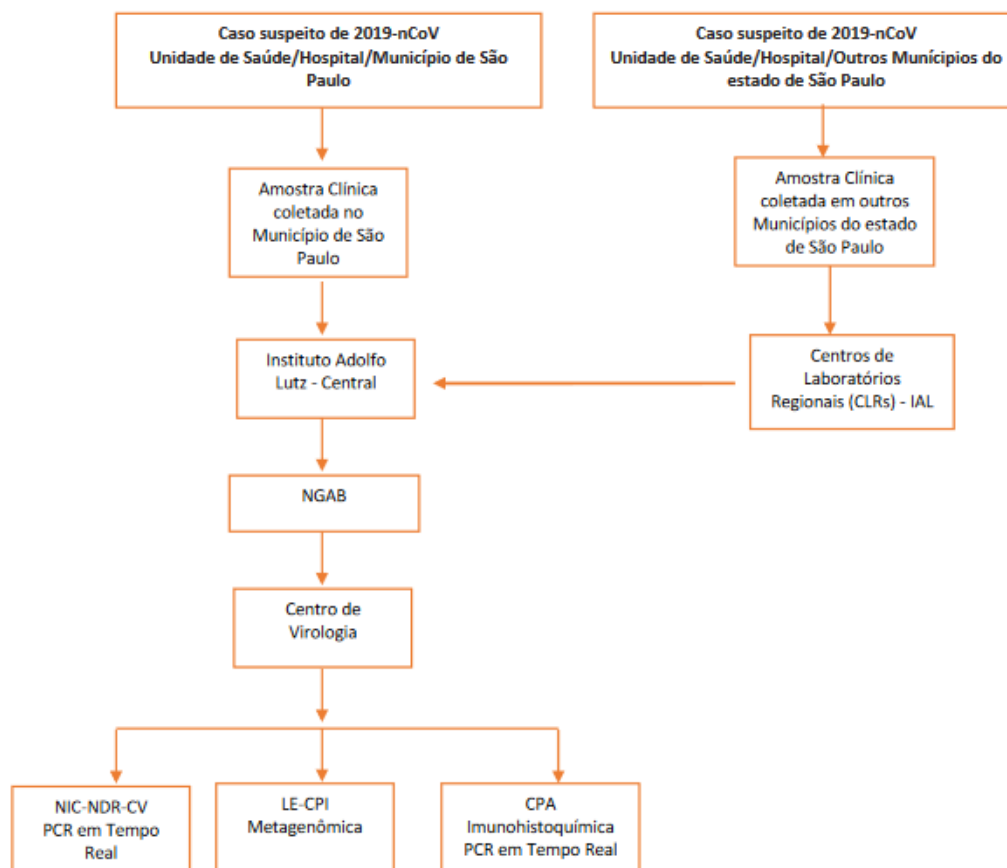 Caso suspeito de 2019-nCoV
Unidade de Saúde/Hospital/Município de São
Paulo
Caso suspeito de 2019-nCoV
Unidade de Saúde/Hospital/Outros Munícipios do
estado de São Paulo
Amostra Clínica
coletada no
Município de São
Paulo
Amostra Clínica
coletada em outros
Municípios do estado
de São Paulo
Instituto Adolfo
Lutz - Central
Centros de
Laboratórios
Regionais (CLRs) - IAL
NGAB
Centro de
Virologia
NIC-NDR-CV
PCR em Tempo
Real
LE-CPI
Metagenômica
CPA
Imunohistoquímica
PCR em Tempo Real